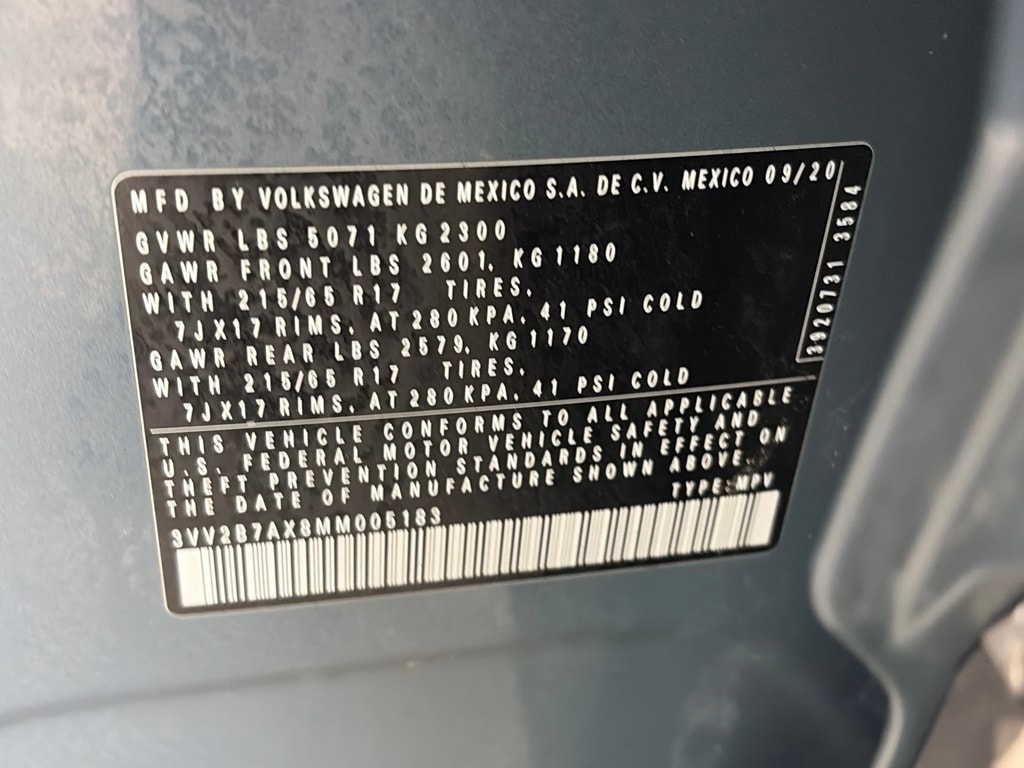 MFD BY VOLKSWAGEN DE MEXICO S.A. DE C.V. MEXICO 09/20
GVWR LBS 5071 KG 2300
GAWR FRONT LBS 2601, KG 1180
WITH 215/65 R17 TIRES,
7JX17 RIMS, AT 280 KPA, 41 PSI COLD
GAWR REAR LBS 2579, KG 1170
WITH 215/65 R17 TIRES,
7JX17 RIMS, AT 280 KPA, 41 PSI COLD
3920731 3584
THIS VEHICLE CONFORMS TO ALL APPLICABLE
U.S. FEDERAL MOTOR VEHICLE SAFETY AND
THEFT PREVENTION STANDARDS IN EFFECT ON
THE DATE OF MANUFACTURE SHOWN ABOVE.
TYPE:MPV
3VV2B7AX8MM005183